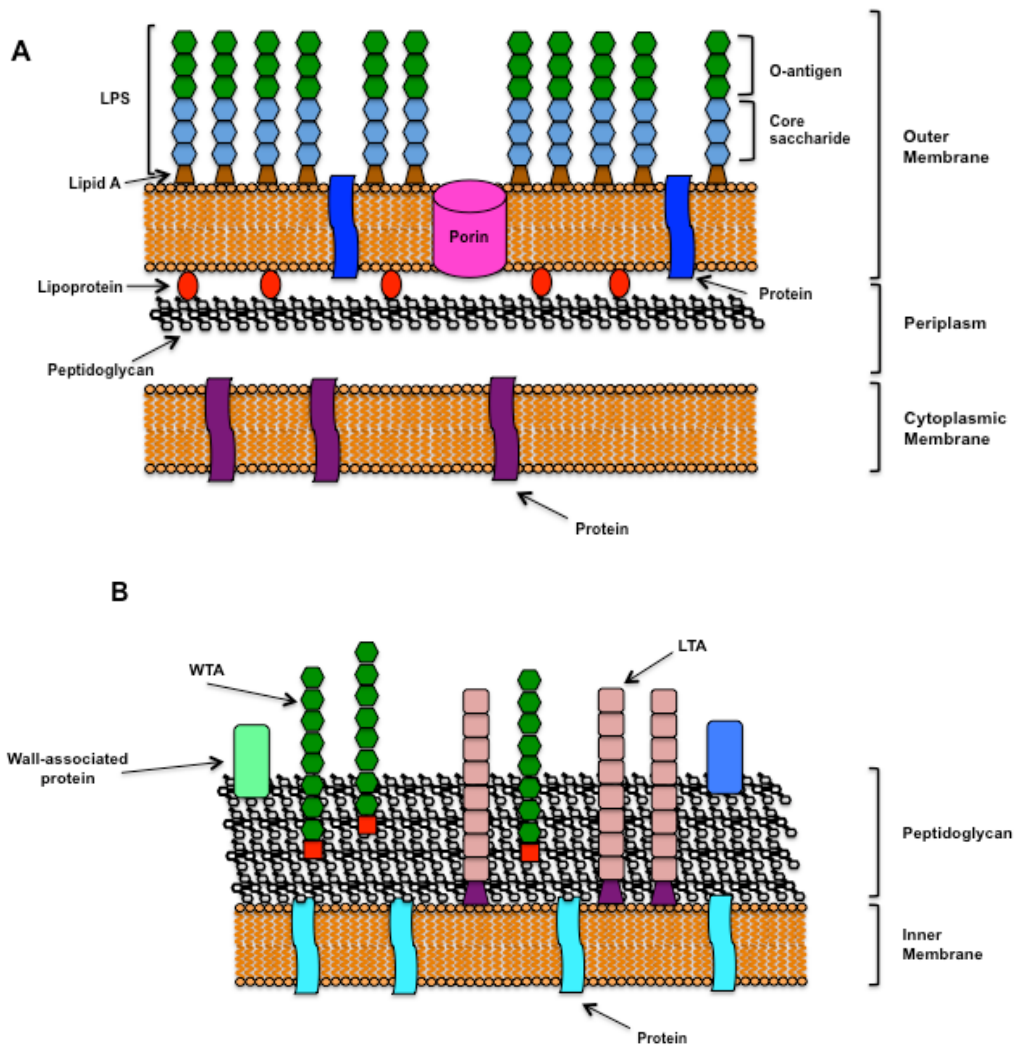 A
LPS
O-antigen
Core
saccharide
Outer
Membrane
Lipid A
Porin
Lipoprotein
Protein
Periplasm
Peptidoglycan
Cytoplasmic
Membrane
Protein
B
WTA
LTA
Wall-associated
protein
Peptidoglycan
Inner
Membrane
Protein